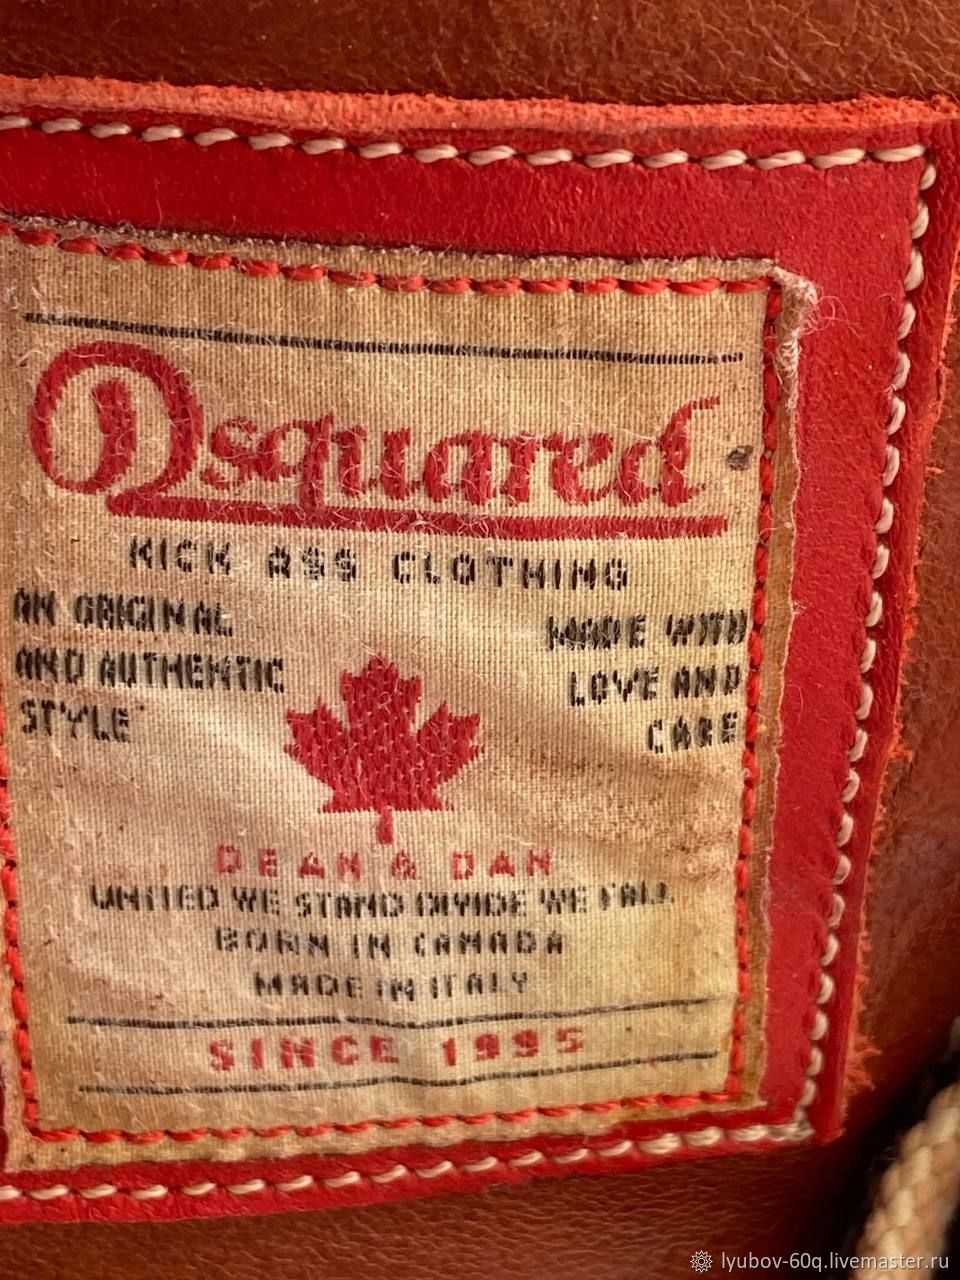 Dsquared
KICK ASS CLOTHING
AN ORIGINAL
AND AUTHENTIC
STYLE
MADE WITH
LOVE AND
CARE
DEAN & DAN
UNITED WE STAND DIVIDE WE FALL
BORN IN CANADA
MADE IN ITALY
SINCE 1995
lyubov-60q.livemaster.ru